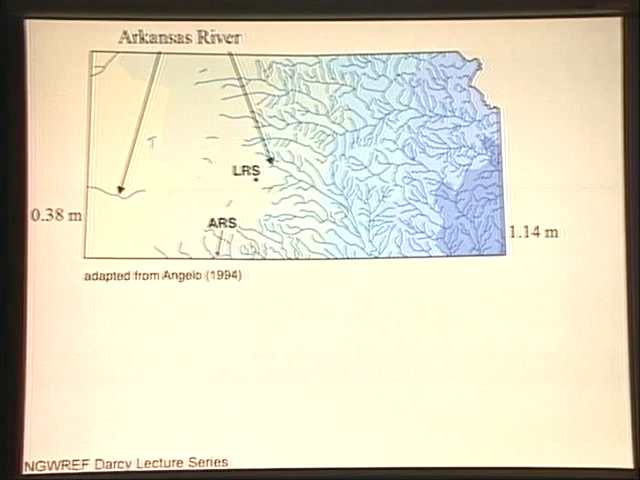 Arkansas River
LRS
0.38 m
ARS
1.14 m
adapted from Angelo (1994)
NGWREF Darcy Lecture Series